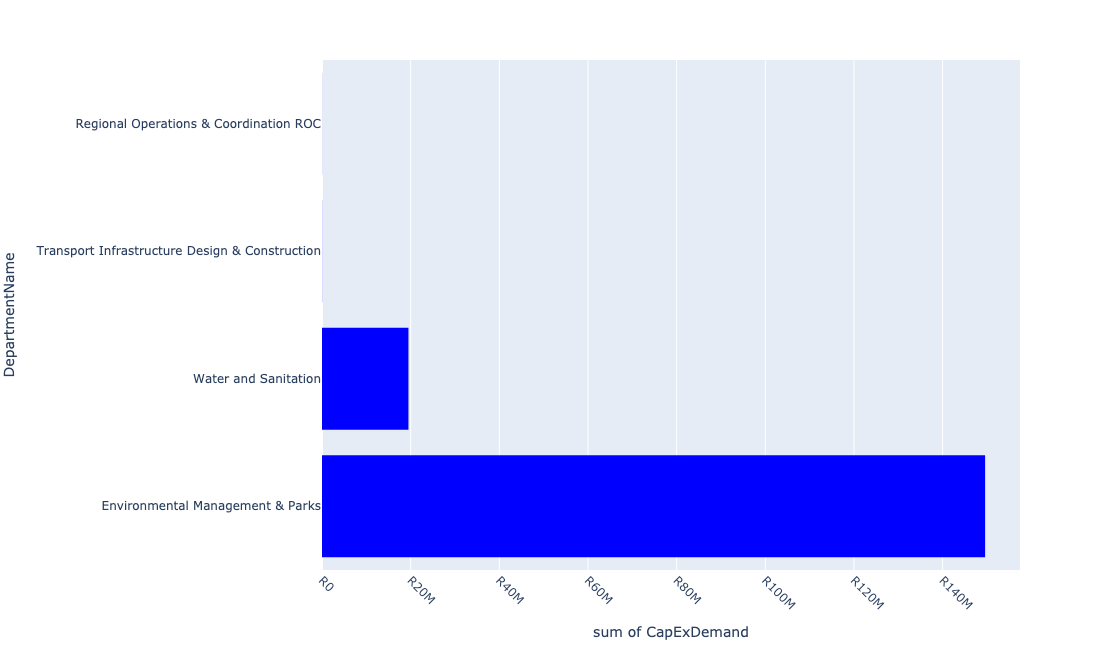 DepartmentName
Regional Operations & Coordination ROC
Transport Infrastructure Design & Construction
Water and Sanitation
Environmental Management & Parks
R0
R20M
R40M
R60M
R80M
R100M
R120M
R140M
sum of CapExDemand